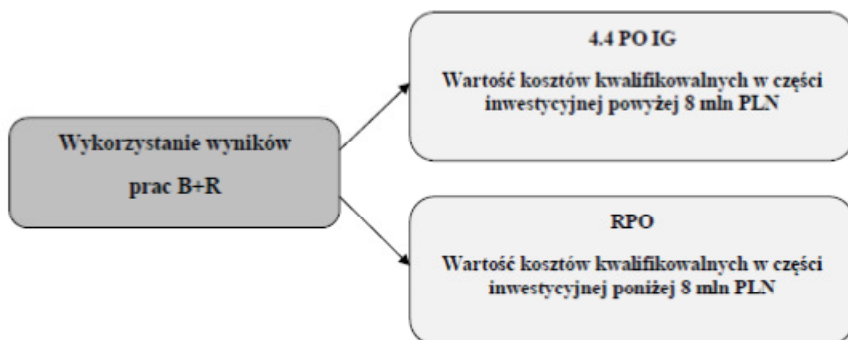 Wykorzystanie wyników
prac B+R
4.4 PO IG
Wartość kosztów kwalifikowalnych w części
inwestycyjnej powyżej 8 mln PLN
RPO
Wartość kosztów kwalifikowalnych w części
inwestycyjnej poniżej 8 mln PLN